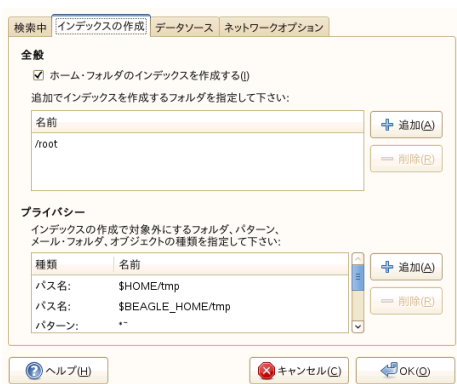 検索中 インデックスの作成 データソース ネットワークオプション
全般
ホーム・フォルダのインデックスを作成する(I)
追加でインデックスを作成するフォルダを指定して下さい:
名前
追加(A)
/root
削除(R)
プライバシー
インデックスの作成で対象外にするフォルダ、パターン、
メール・フォルダ、オブジェクトの種類を指定して下さい:
種類 名前
追加(A)
パス名: $HOME/tmp
パス名: $BEAGLE_HOME/tmp
削除(R)
パターン: *~
ヘルプ(H) キャンセル(C) OK(O)